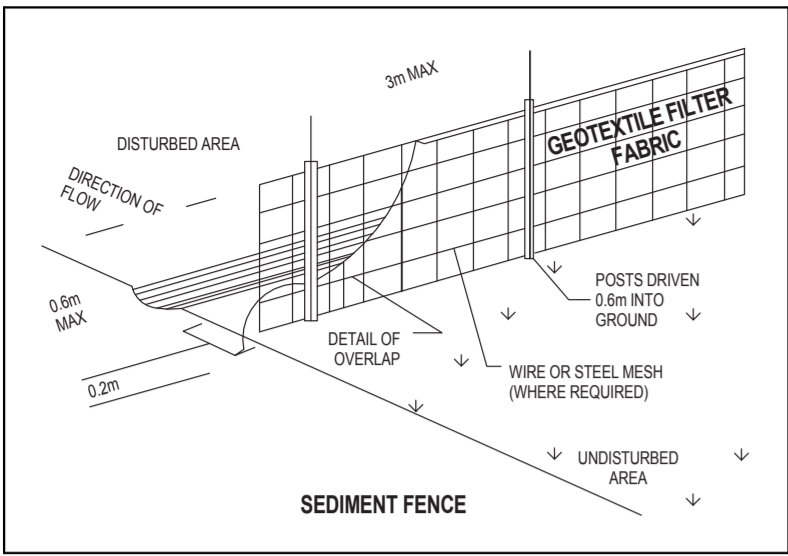 3m MAX
DISTURBED AREA
GEOTEXTILE FILTER
FABRIC
DIRECTION OF
FLOW
0.6m
MAX
POSTS DRIVEN
0.6m INTO
GROUND
DETAIL OF
OVERLAP
WIRE OR STEEL MESH
(WHERE REQUIRED)
0.2m
UNDISTURBED
AREA
SEDIMENT FENCE